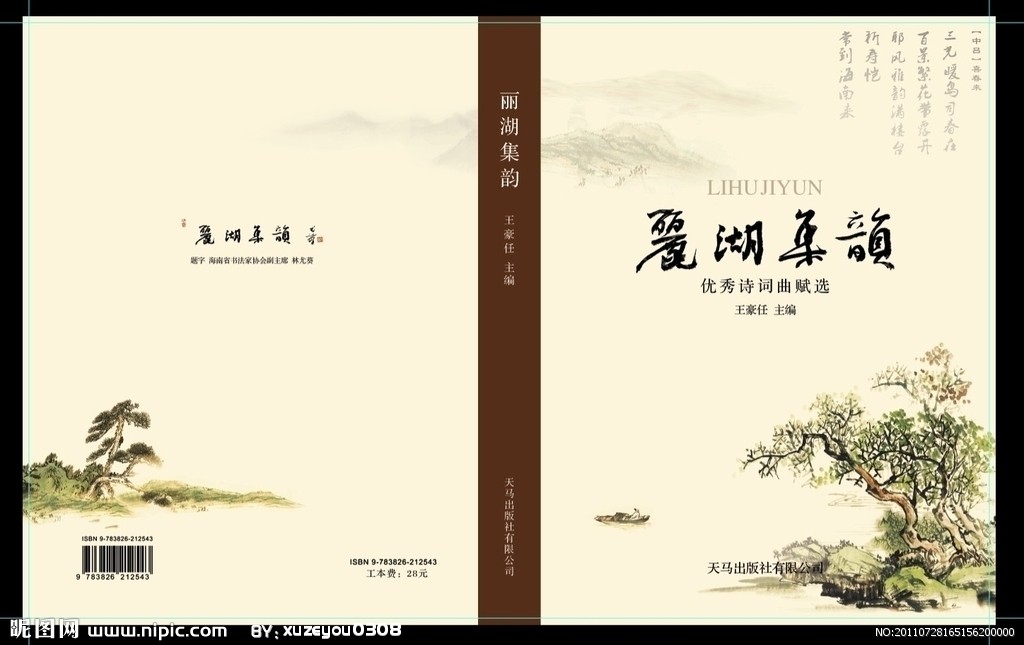 丽湖集韵
王豪任 主编
天马出版社有限公司
【中吕】喜春来
三光暖岛司春在
百景繁花带露开
耶风雅韵满楼台
新春恺
常到海南来
LIHUJIYUN
麗湖集韻
优秀诗词曲赋选
王豪任 主编
天马出版社有限公司
麗湖集韻
题字 海南省书法家协会副主席 林尤葵
ISBN 9-783826-212543
9 783826 212543
ISBN 9-783826-212543
工本费：28元
昵图网 www.nipic.com BY: xuzeyou0308
NO:20110728165156200000